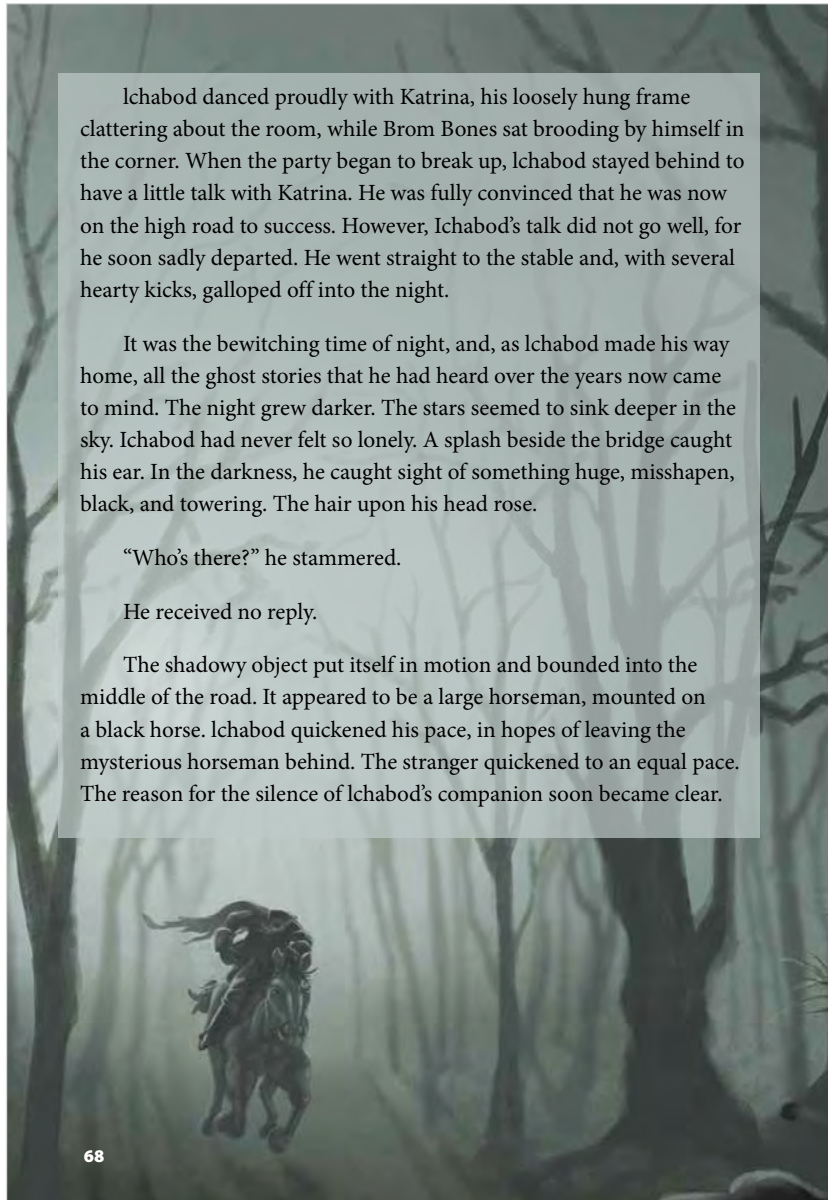 Ichabod danced proudly with Katrina, his loosely hung frame
clattering about the room, while Brom Bones sat brooding by himself in
the corner. When the party began to break up, Ichabod stayed behind to
have a little talk with Katrina. He was fully convinced that he was now
on the high road to success. However, Ichabod’s talk did not go well, for
he soon sadly departed. He went straight to the stable and, with several
hearty kicks, galloped off into the night.
It was the bewitching time of night, and, as Ichabod made his way
home, all the ghost stories that he had heard over the years now came
to mind. The night grew darker. The stars seemed to sink deeper in the
sky. Ichabod had never felt so lonely. A splash beside the bridge caught
his ear. In the darkness, he caught sight of something huge, misshapen,
black, and towering. The hair upon his head rose.
“Who’s there?” he stammered.
He received no reply.
The shadowy object put itself in motion and bounded into the
middle of the road. It appeared to be a large horseman, mounted on
a black horse. Ichabod quickened his pace, in hopes of leaving the
mysterious horseman behind. The stranger quickened to an equal pace.
The reason for the silence of Ichabod’s companion soon became clear.
68